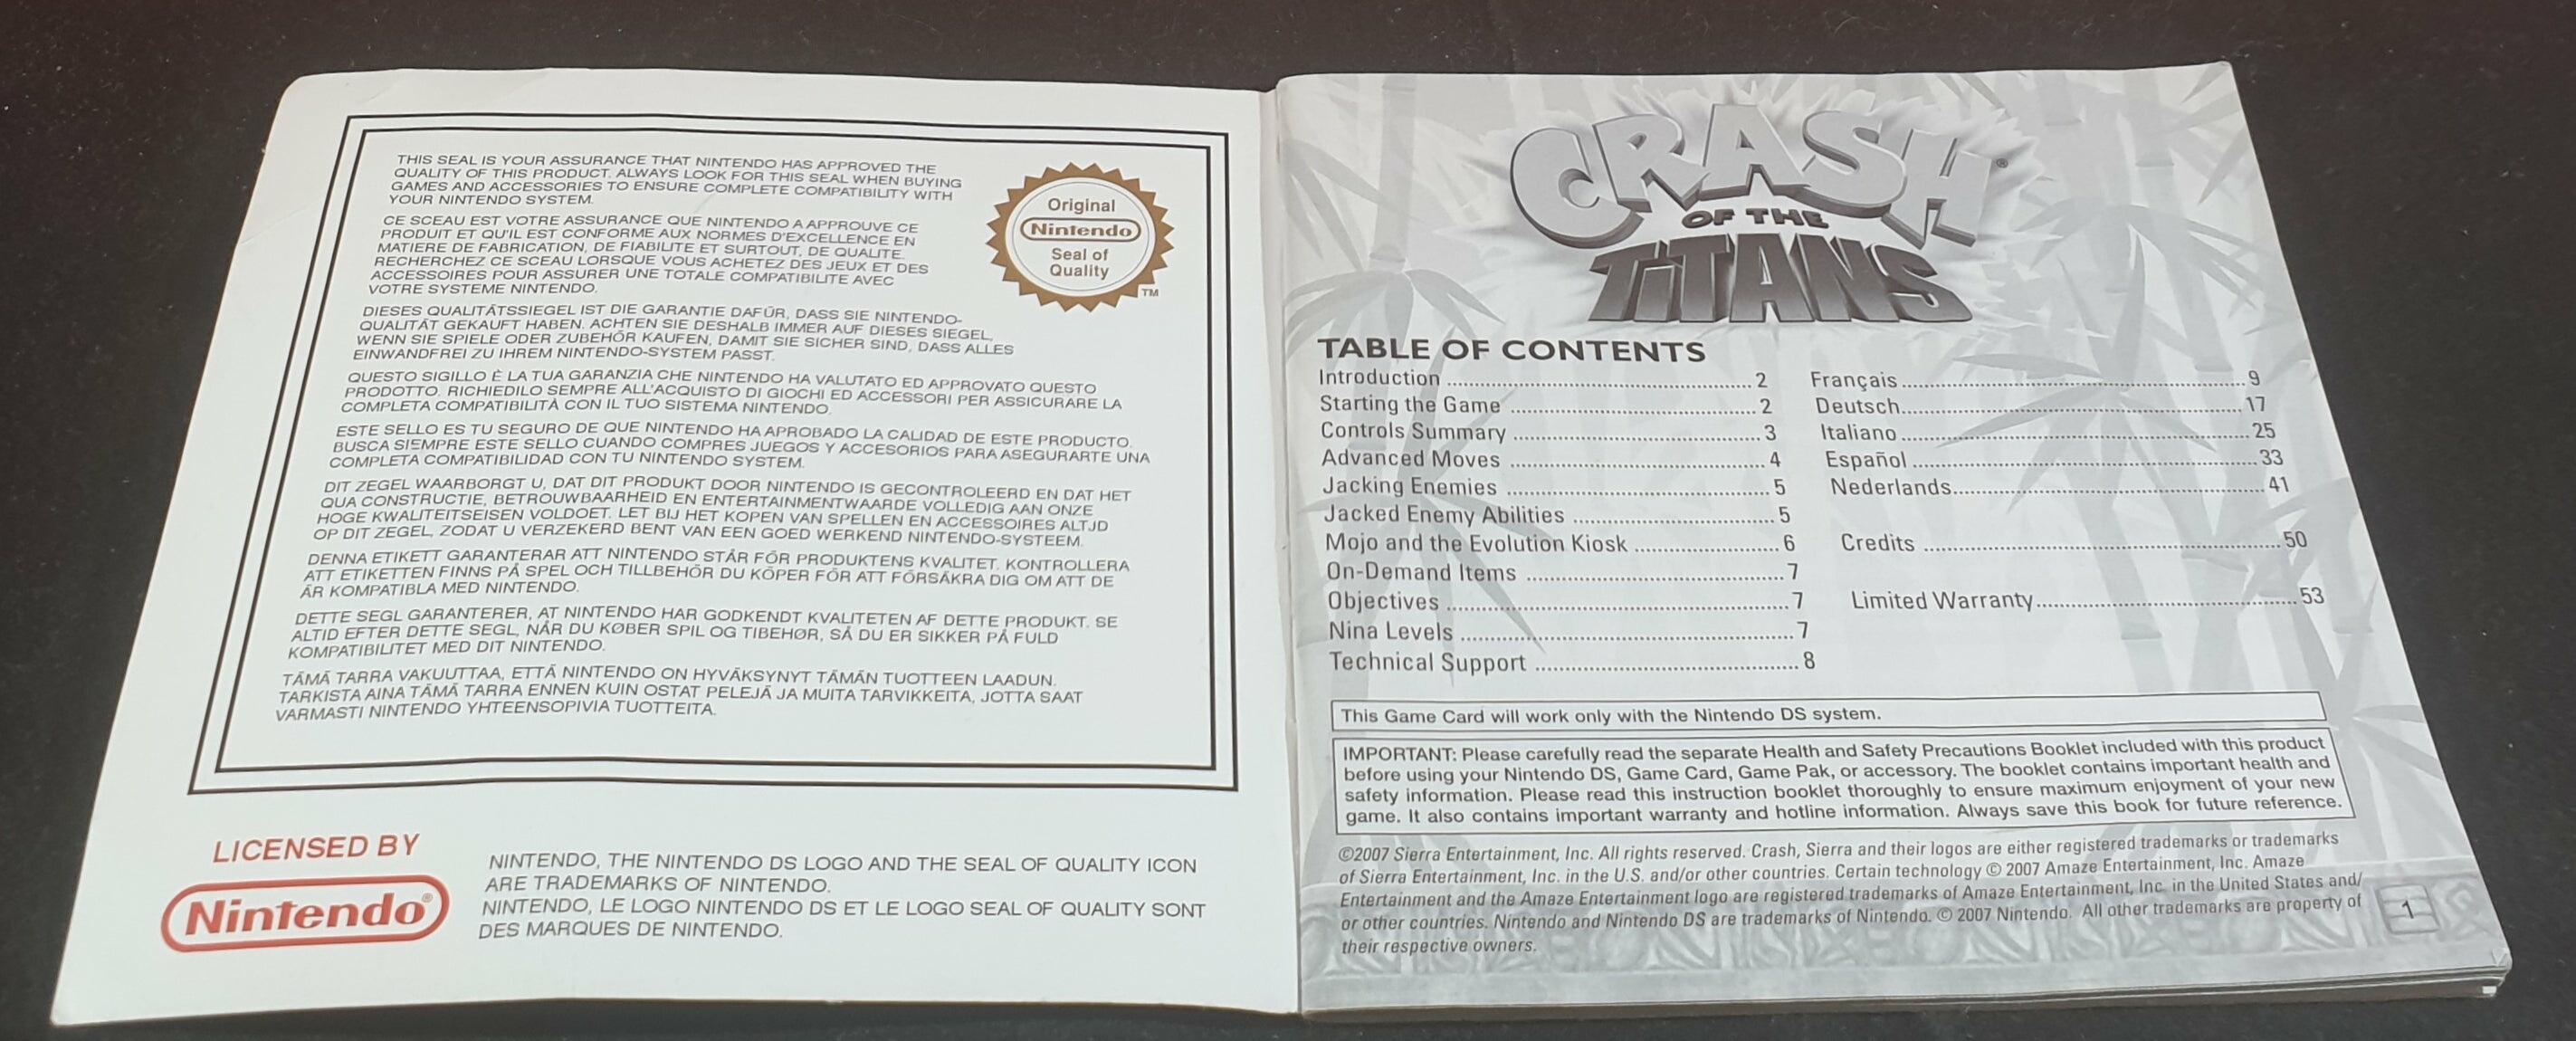 THIS SEAL IS YOUR ASSURANCE THAT NINTENDO HAS APPROVED THE
QUALITY OF THIS PRODUCT. ALWAYS LOOK FOR THIS SEAL WHEN BUYING
GAMES AND ACCESSORIES TO ENSURE COMPLETE COMPATIBILITY WITH
YOUR NINTENDO SYSTEM.
CE SCEAU EST VOTRE ASSURANCE QUE NINTENDO A APPROUVE CE
PRODUIT ET QU'IL EST CONFORME AUX NORMES D'EXCELLENCE EN
MATIERE DE FABRICATION, DE FIABILITE ET SURTOUT, DE QUALITE.
RECHERCHEZ CE SCEAU LORSQUE VOUS ACHETEZ DES JEUX ET DES
ACCESSOIRES POUR ASSURER UNE TOTALE COMPATIBILITE AVEC
VOTRE SYSTEME NINTENDO.
DIESES QUALITÄTSSIEGEL IST DIE GARANTIE DAFÜR, DASS SIE NINTENDO-
QUALITÄT GEKAUFT HABEN. ACHTEN SIE DESHALB IMMER AUF DIESES SIEGEL,
WENN SIE SPIELE ODER ZUBEHÖR KAUFEN, DAMIT SIE SICHER SIND, DASS ALLES
EINWANDFREI ZU IHREM NINTENDO-SYSTEM PASST.
QUESTO SIGILLO È LA TUA GARANZIA CHE NINTENDO HA VALUTATO ED APPROVATO QUESTO
PRODOTTO. RICHIEDILO SEMPRE ALL'ACQUISTO DI GIOCHI ED ACCESSORI PER ASSICURARE LA
COMPLETA COMPATIBILITÀ CON IL TUO SISTEMA NINTENDO.
ESTE SELLO ES TU SEGURO DE QUE NINTENDO HA APROBADO LA CALIDAD DE ESTE PRODUCTO.
BUSCA SIEMPRE ESTE SELLO CUANDO COMPRES JUEGOS Y ACCESORIOS PARA ASEGURARTE UNA
COMPLETA COMPATIBILIDAD CON TU NINTENDO SYSTEM.
DIT ZEGEL WAARBORGT U, DAT DIT PRODUKT DOOR NINTENDO IS GECONTROLEERD EN DAT HET
QUA CONSTRUCTIE, BETROUWBAARHEID EN ENTERTAINMENTWAARDE VOLLEDIG AAN ONZE
HOGE KWALITEITSEISEN VOLDOET. LET BIJ HET KOPEN VAN SPELLEN EN ACCESSOIRES ALTJD
OP DIT ZEGEL, ZODAT U VERZEKERD BENT VAN EEN GOED WERKEND NINTENDO-SYSTEEM.
DENNA ETIKETT GARANTERAR ATT NINTENDO STÅR FÖR PRODUKTENS KVALITET. KONTROLLERA
ATT ETIKETTEN FINNS PÅ SPEL OCH TILLBEHÖR DU KÖPER FÖR ATT FÖRSÄKRA DIG OM ATT DE
ÄR KOMPATIBLA MED NINTENDO.
DETTE SEGL GARANTERER, AT NINTENDO HAR GODKENDT KVALITETEN AF DETTE PRODUKT. SE
ALTID EFTER DETTE SEGL, NÅR DU KØBER SPIL OG TIBEHØR, SÅ DU ER SIKKER PÅ FULD
KOMPATIBILITET MED DIT NINTENDO.
TÄMÄ TARRA VAKUUTTAA, ETTÄ NINTENDO ON HYVÄKSYNYT TÄMÄN TUOTTEEN LAADUN.
TARKISTA AINA TÄMÄ TARRA ENNEN KUIN OSTAT PELEJÄ JA MUITA TARVIKKEITA, JOTTA SAAT
VARMASTI NINTENDO YHTEENSOPIVIA TUOTTEITA.
Original
Nintendo
Seal of
Quality
TM
LICENSED BY
Nintendo®
NINTENDO, THE NINTENDO DS LOGO AND THE SEAL OF QUALITY ICON
ARE TRADEMARKS OF NINTENDO.
NINTENDO, LE LOGO NINTENDO DS ET LE LOGO SEAL OF QUALITY SONT
DES MARQUES DE NINTENDO.
CRASH®
OF THE
TITANS
TABLE OF CONTENTS
Introduction ........ 2
Starting the Game ........ 2
Controls Summary ........ 3
Advanced Moves ........ 4
Jacking Enemies ........ 5
Jacked Enemy Abilities ........ 5
Mojo and the Evolution Kiosk ........ 6
On-Demand Items ........ 7
Objectives ........ 7
Nina Levels ........ 7
Technical Support ........ 8
Français ........ 9
Deutsch ........ 17
Italiano ........ 25
Español ........ 33
Nederlands ........ 41
Credits ........ 50
Limited Warranty ........ 53
This Game Card will work only with the Nintendo DS system.
IMPORTANT: Please carefully read the separate Health and Safety Precautions Booklet included with this product
before using your Nintendo DS, Game Card, Game Pak, or accessory. The booklet contains important health and
safety information. Please read this instruction booklet thoroughly to ensure maximum enjoyment of your new
game. It also contains important warranty and hotline information. Always save this book for future reference.
©2007 Sierra Entertainment, Inc. All rights reserved. Crash, Sierra and their logos are either registered trademarks or trademarks
of Sierra Entertainment, Inc. in the U.S. and/or other countries. Certain technology © 2007 Amaze Entertainment, Inc. Amaze
Entertainment and the Amaze Entertainment logo are registered trademarks of Amaze Entertainment, Inc. in the United States and/
or other countries. Nintendo and Nintendo DS are trademarks of Nintendo. © 2007 Nintendo. All other trademarks are property of
their respective owners.
1